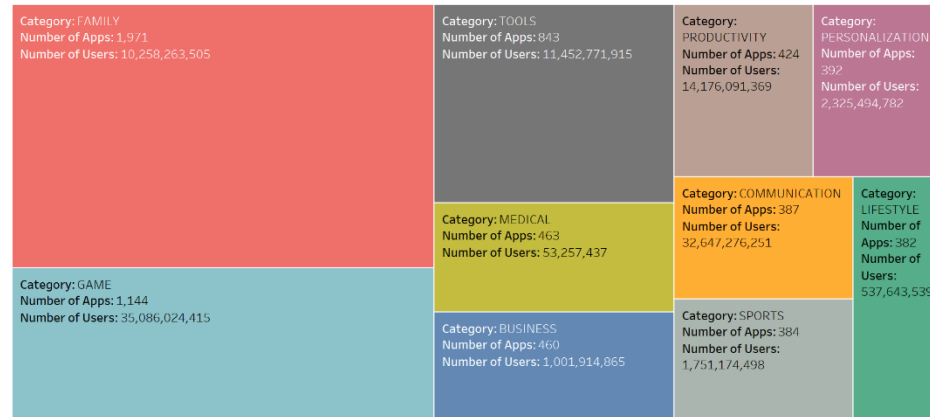 Category: FAMILY
Number of Apps: 1,971
Number of Users: 10,258,263,505
Category: GAME
Number of Apps: 1,144
Number of Users: 35,086,024,415
Category: TOOLS
Number of Apps: 843
Number of Users: 11,452,771,915
Category: MEDICAL
Number of Apps: 463
Number of Users: 53,257,437
Category: BUSINESS
Number of Apps: 460
Number of Users: 1,001,914,865
Category:
PRODUCTIVITY
Number of Apps: 424
Number of Users:
14,176,091,369
Category:
PERSONALIZATION
Number of Apps:
392
Number of Users:
2,325,494,782
Category: COMMUNICATION
Number of Apps: 387
Number of Users:
32,647,276,251
Category: SPORTS
Number of Apps: 384
Number of Users:
1,751,174,498
Category:
LIFESTYLE
Number of
Apps: 382
Number of
Users:
537,643,539